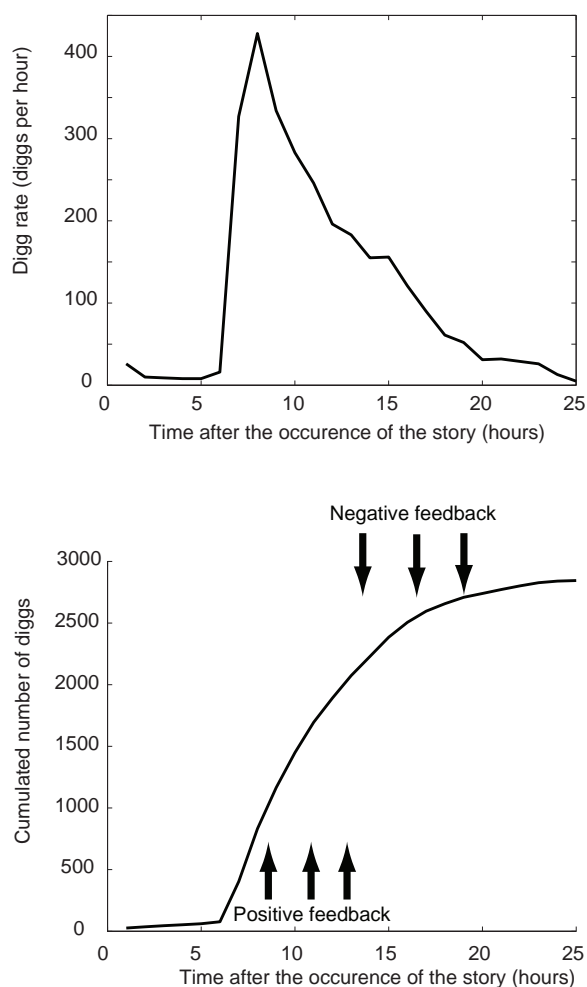 400
300
200
100
0
Digg rate (diggs per hour)
0 5 10 15 20 25
Time after the occurence of the story (hours)
Negative feedback
3000
2500
2000
1500
1000
500
0
Cumulated number of diggs
Positive feedback
0 5 10 15 20 25
Time after the occurence of the story (hours)